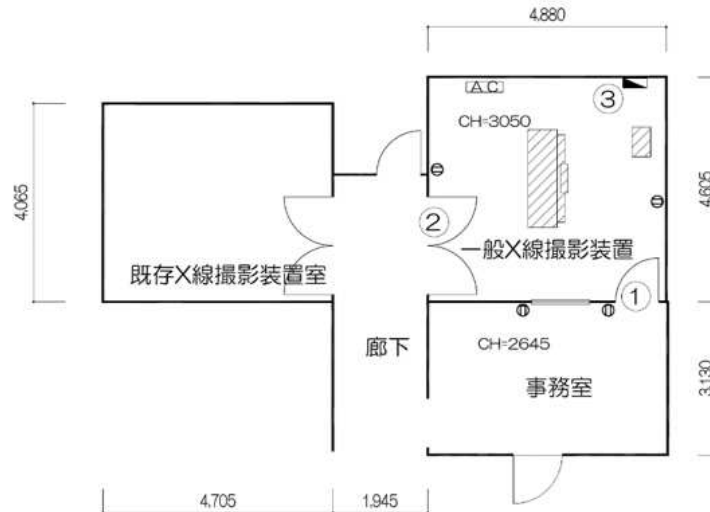 4.880
AC
③
CH=3050
4.065
4.605
②
一般X線撮影装置
既存X線撮影装置室
①
廊下
CH=2645
事務室
3.130
4.705
1.945